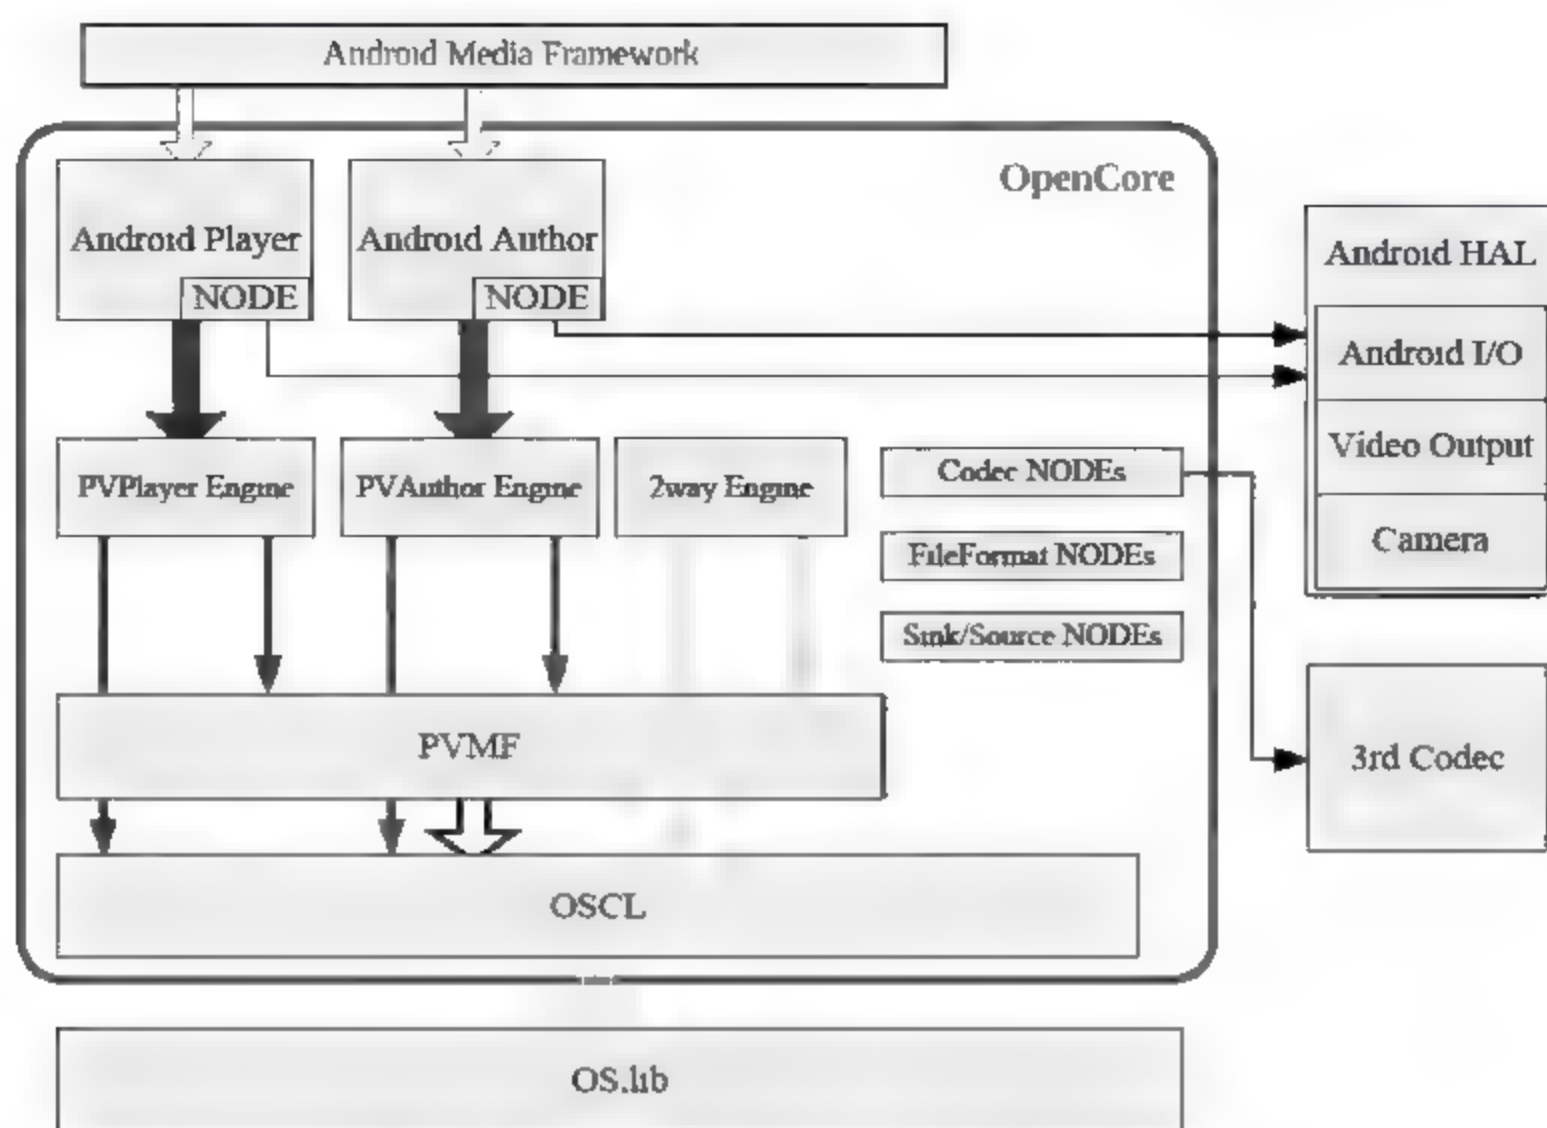 Android Media Framework
OpenCore
Android Player
NODE
Android Author
NODE
Android HAL
Android I/O
Video Output
Camera
PVPlayer Engine
PVAuthor Engine
2way Engine
Codec NODEs
FileFormat NODEs
Sink/Source NODEs
PVMF
3rd Codec
OSCL
OS.lib